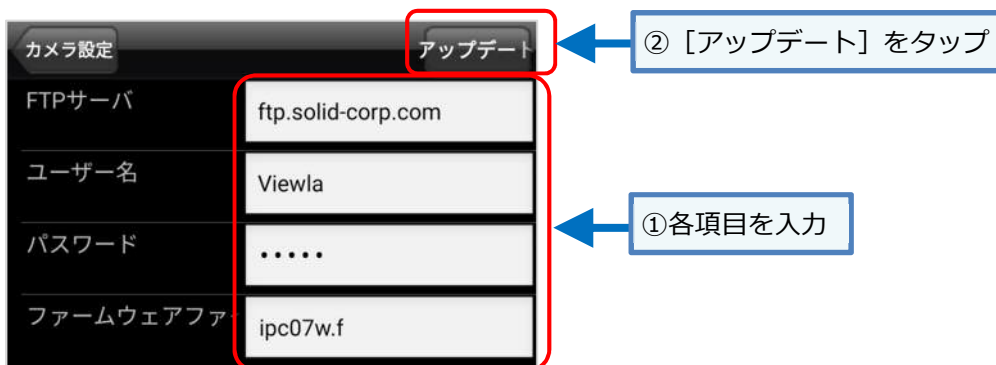 カメラ設定 アップデート ② [アップデート] をタップ
FTPサーバ ftp.solid-corp.com
ユーザー名 Viewla
①各項目を入力
パスワード •••••
ファームウェアファ ipc07w.f